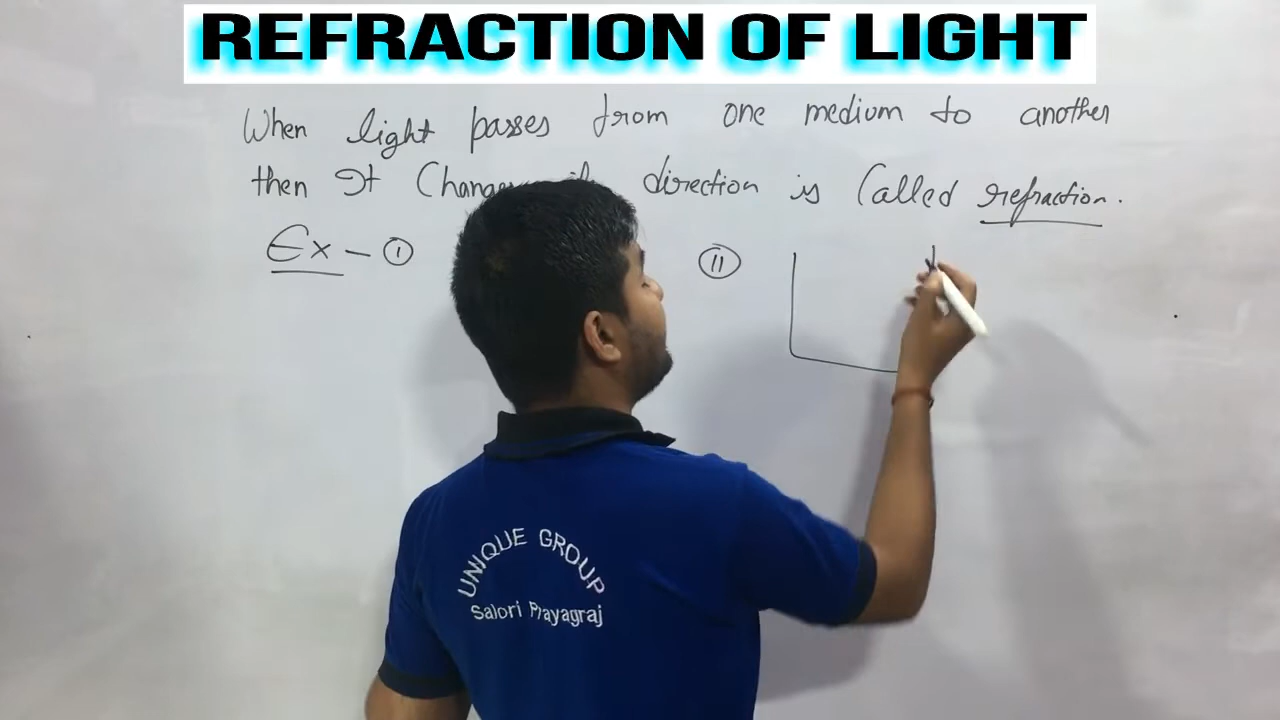 REFRACTION OF LIGHT
When light passes from one medium to another
then It Changes direction is Called refraction.
Ex - ① ⑪
UNIQUE GROUP
Salori Prayagraj